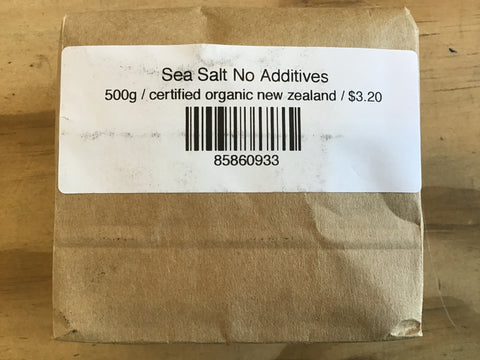 Sea Salt No Additives
500g / certified organic new zealand / $3.20
85860933